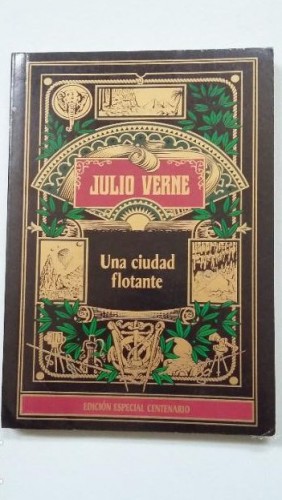 JULIO VERNE
Una ciudad
flotante
EDICIÓN ESPECIAL CENTENARIO